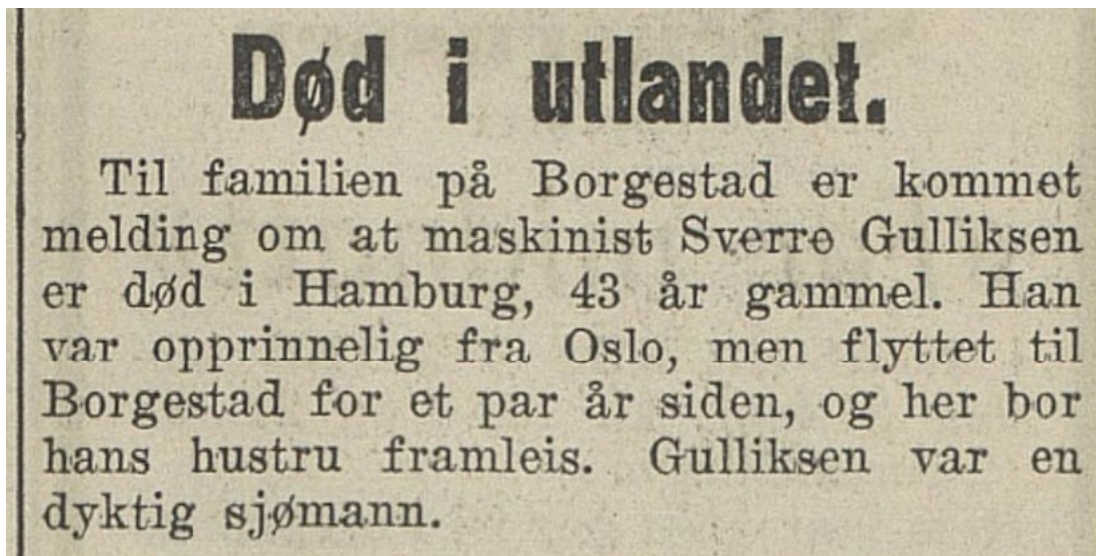 Død i utlandet.
Til familien på Borgestad er kommet
melding om at maskinist Sverre Gulliksen
er død i Hamburg, 43 år gammel. Han
var opprinnelig fra Oslo, men flyttet til
Borgestad for et par år siden, og her bor
hans hustru framleis. Gulliksen var en
dyktig sjømann.